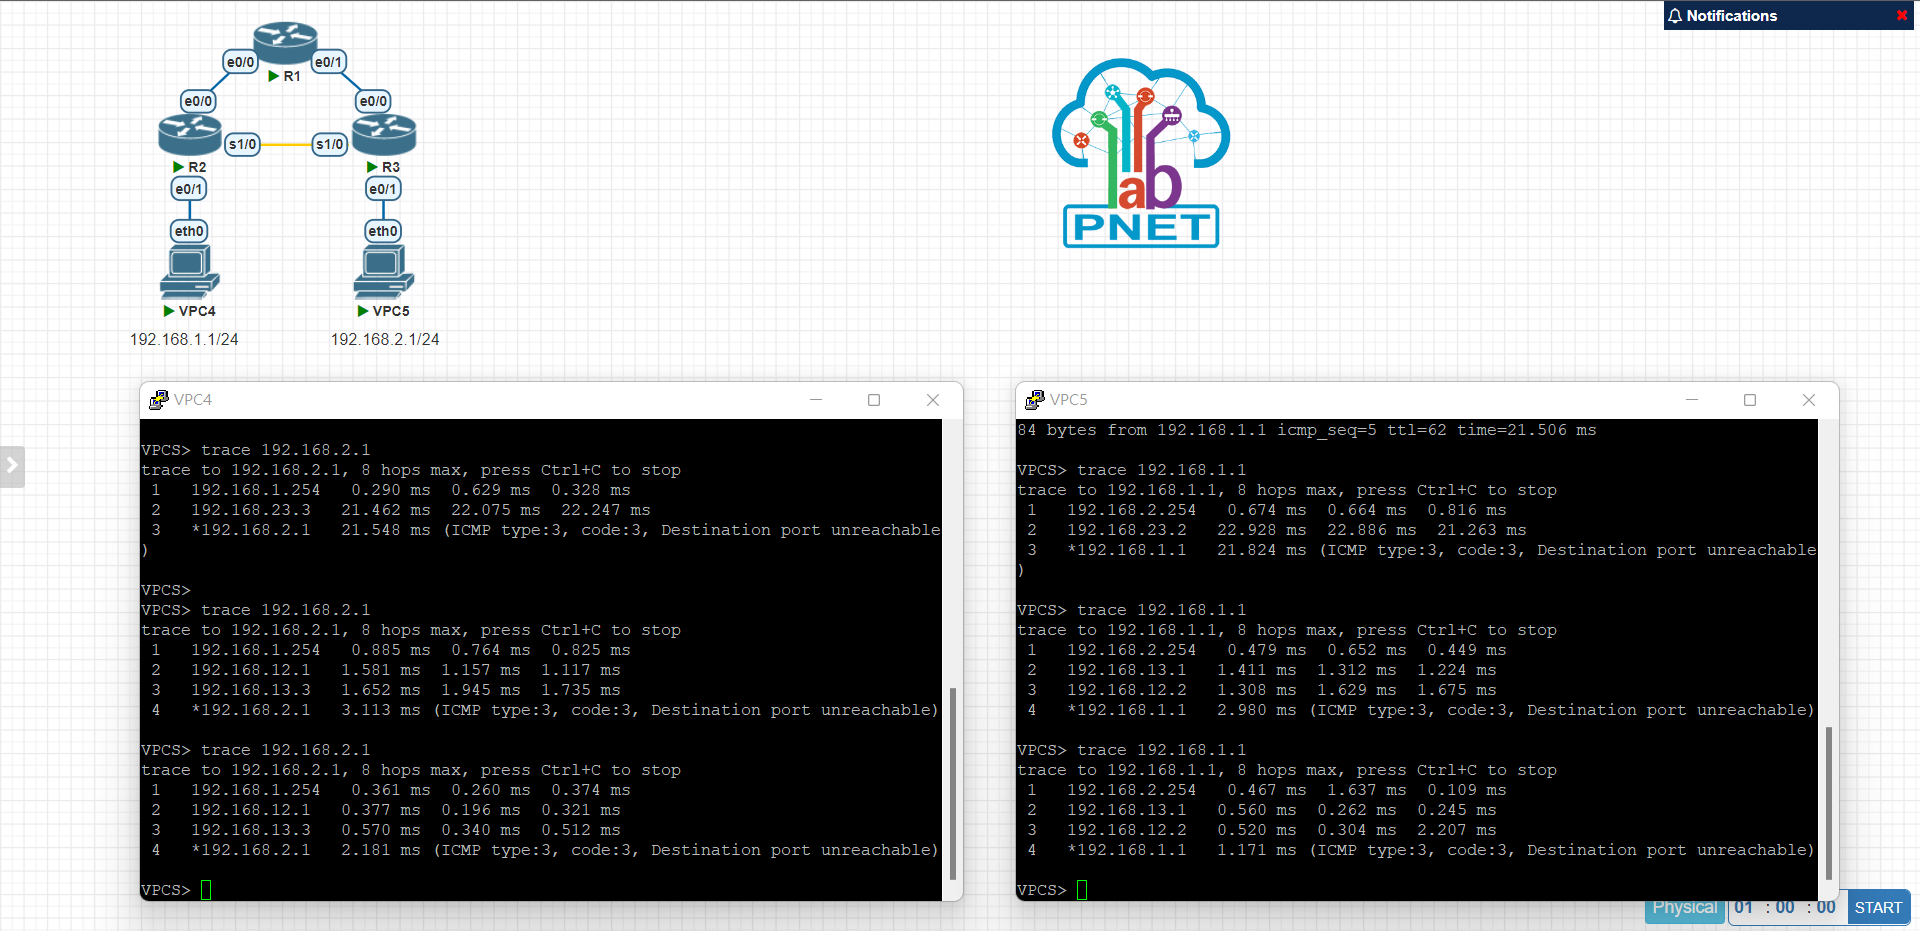 Notifications
e0/0
e0/1
R1
e0/0
e0/0
s1/0
s1/0
R2
R3
e0/1
e0/1
eth0
eth0
VPC4
VPC5
192.168.1.1/24
192.168.2.1/24
lab
PNET
VPC4
VPCS> trace 192.168.2.1
trace to 192.168.2.1, 8 hops max, press Ctrl+C to stop
1 192.168.1.254 0.290 ms 0.629 ms 0.328 ms
2 192.168.23.3 21.462 ms 22.075 ms 22.247 ms
3 *192.168.2.1 21.548 ms (ICMP type:3, code:3, Destination port unreachable
)
VPCS>
VPCS> trace 192.168.2.1
trace to 192.168.2.1, 8 hops max, press Ctrl+C to stop
1 192.168.1.254 0.885 ms 0.764 ms 0.825 ms
2 192.168.12.1 1.581 ms 1.157 ms 1.117 ms
3 192.168.13.3 1.652 ms 1.945 ms 1.735 ms
4 *192.168.2.1 3.113 ms (ICMP type:3, code:3, Destination port unreachable)
VPCS> trace 192.168.2.1
trace to 192.168.2.1, 8 hops max, press Ctrl+C to stop
1 192.168.1.254 0.361 ms 0.260 ms 0.374 ms
2 192.168.12.1 0.377 ms 0.196 ms 0.321 ms
3 192.168.13.3 0.570 ms 0.340 ms 0.512 ms
4 *192.168.2.1 2.181 ms (ICMP type:3, code:3, Destination port unreachable)
VPCS>
VPC5
84 bytes from 192.168.1.1 icmp_seq=5 ttl=62 time=21.506 ms
VPCS> trace 192.168.1.1
trace to 192.168.1.1, 8 hops max, press Ctrl+C to stop
1 192.168.2.254 0.674 ms 0.664 ms 0.816 ms
2 192.168.23.2 22.928 ms 22.886 ms 21.263 ms
3 *192.168.1.1 21.824 ms (ICMP type:3, code:3, Destination port unreachable
)
VPCS> trace 192.168.1.1
trace to 192.168.1.1, 8 hops max, press Ctrl+C to stop
1 192.168.2.254 0.479 ms 0.652 ms 0.449 ms
2 192.168.13.1 1.411 ms 1.312 ms 1.224 ms
3 192.168.12.2 1.308 ms 1.629 ms 1.675 ms
4 *192.168.1.1 2.980 ms (ICMP type:3, code:3, Destination port unreachable)
VPCS> trace 192.168.1.1
trace to 192.168.1.1, 8 hops max, press Ctrl+C to stop
1 192.168.2.254 0.467 ms 1.637 ms 0.109 ms
2 192.168.13.1 0.560 ms 0.262 ms 0.245 ms
3 192.168.12.2 0.520 ms 0.304 ms 2.207 ms
4 *192.168.1.1 1.171 ms (ICMP type:3, code:3, Destination port unreachable)
VPCS>
Physical 01 : 00 : 00 START